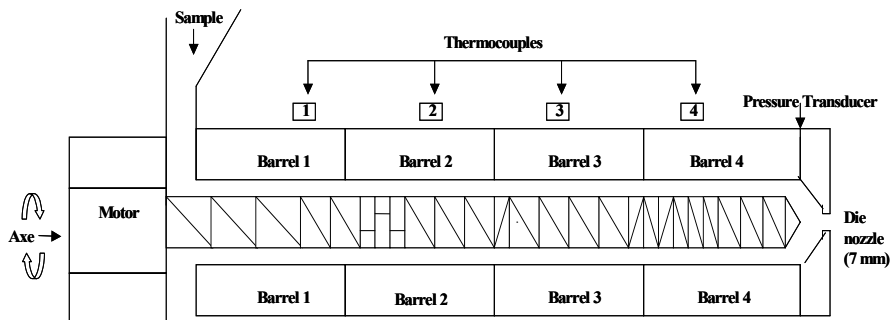 Sample
Thermocouples
1 2 3 4
Pressure Transducer
Barrel 1 Barrel 2 Barrel 3 Barrel 4
Motor
Axe
Die
nozzle
(7 mm)
Barrel 1 Barrel 2 Barrel 3 Barrel 4